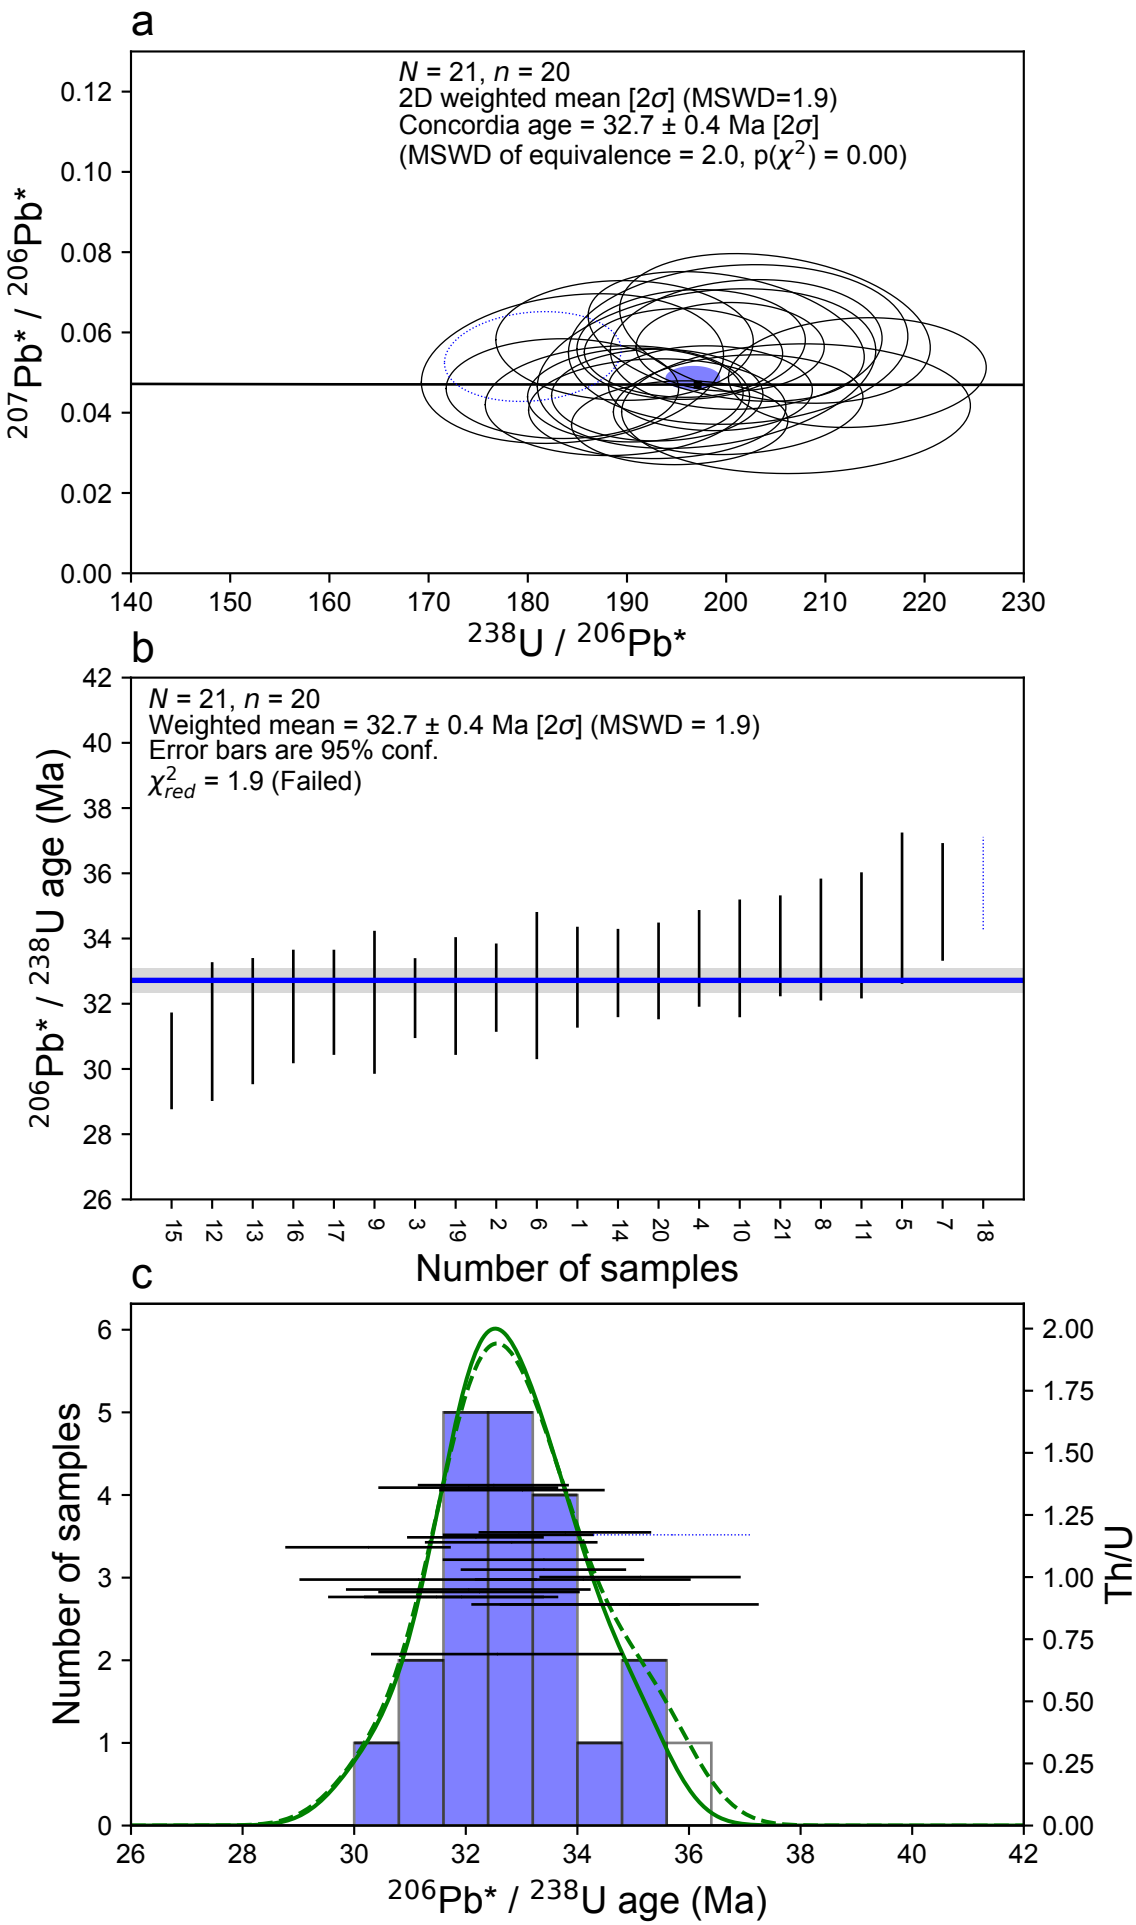 a
N = 21, n = 20
2D weighted mean [2σ] (MSWD=1.9)
Concordia age = 32.7 ± 0.4 Ma [2σ]
(MSWD of equivalence = 2.0, p(χ²) = 0.00)
0.12
0.10
0.08
0.06
0.04
0.02
0.00
²⁰⁷Pb* / ²⁰⁶Pb*
140 150 160 170 180 190 200 210 220 230
²³⁸U / ²⁰⁶Pb*
b
N = 21, n = 20
Weighted mean = 32.7 ± 0.4 Ma [2σ] (MSWD = 1.9)
Error bars are 95% conf.
χ²red = 1.9 (Failed)
42
40
38
36
34
32
30
28
26
²⁰⁶Pb* / ²³⁸U age (Ma)
15 12 13 16 17 9 3 19 2 6 1 14 20 4 10 21 8 11 5 7 18
Number of samples
c
6
5
4
3
2
1
0
Number of samples
2.00
1.75
1.50
1.25
1.00
0.75
0.50
0.25
0.00
Th/U
26 28 30 32 34 36 38 40 42
²⁰⁶Pb* / ²³⁸U age (Ma)